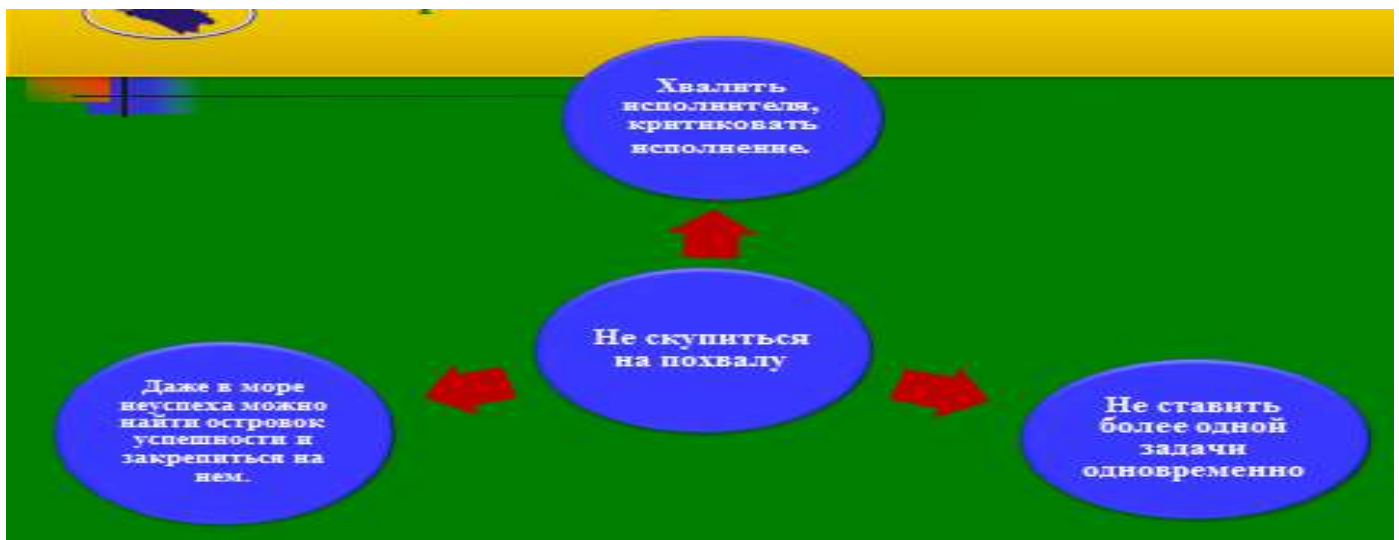 Хвалить
исполнителя,
критиковать
исполнение.
Не скупиться
на похвалу
Даже в море
неуспеха можно
найти островок
успешности и
закрепиться на
нем.
Не ставить
более одной
задачи
одновременно